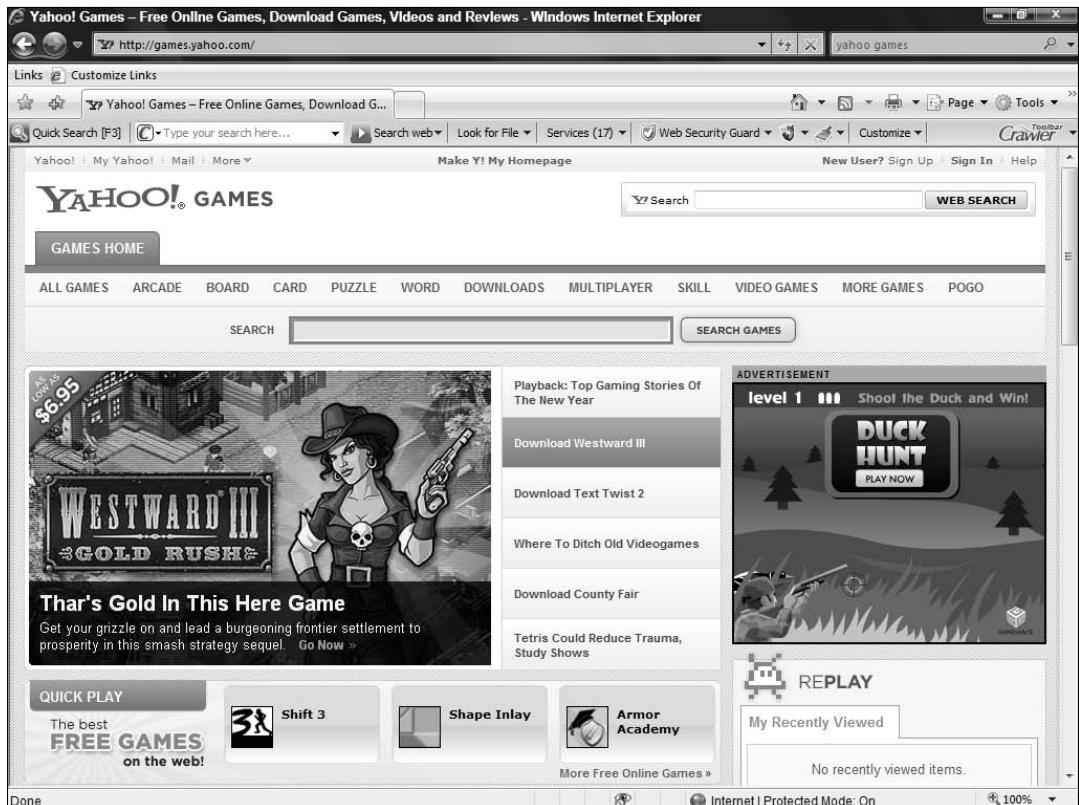 Yahoo! Games – Free Online Games, Download Games, Videos and Reviews - Windows Internet Explorer
http://games.yahoo.com/
yahoo games
Links Customize Links
Yahoo! Games – Free Online Games, Download G...
Page Tools
Quick Search [F3] Type your search here... Search web Look for File Services (17) Web Security Guard Customize Crawler Toolbar
Yahoo! My Yahoo! Mail More Make Y! My Homepage New User? Sign Up Sign In Help
YAHOO!® GAMES
Y! Search WEB SEARCH
GAMES HOME
ALL GAMES ARCADE BOARD CARD PUZZLE WORD DOWNLOADS MULTIPLAYER SKILL VIDEO GAMES MORE GAMES POGO
SEARCH SEARCH GAMES
AS LOW AS
$6.95
WESTWARD® III
GOLD RUSH
Thar's Gold In This Here Game
Get your grizzle on and lead a burgeoning frontier settlement to
prosperity in this smash strategy sequel. Go Now »
Playback: Top Gaming Stories Of
The New Year
Download Westward III
Download Text Twist 2
Where To Ditch Old Videogames
Download County Fair
Tetris Could Reduce Trauma,
Study Shows
ADVERTISEMENT
level 1 Shoot the Duck and Win!
DUCK
HUNT
PLAY NOW
GAMEVANCE
QUICK PLAY
The best
FREE GAMES
on the web!
Shift 3
Shape Inlay
Armor
Academy
More Free Online Games »
REPLAY
My Recently Viewed
No recently viewed items.
Done Internet | Protected Mode: On 100%